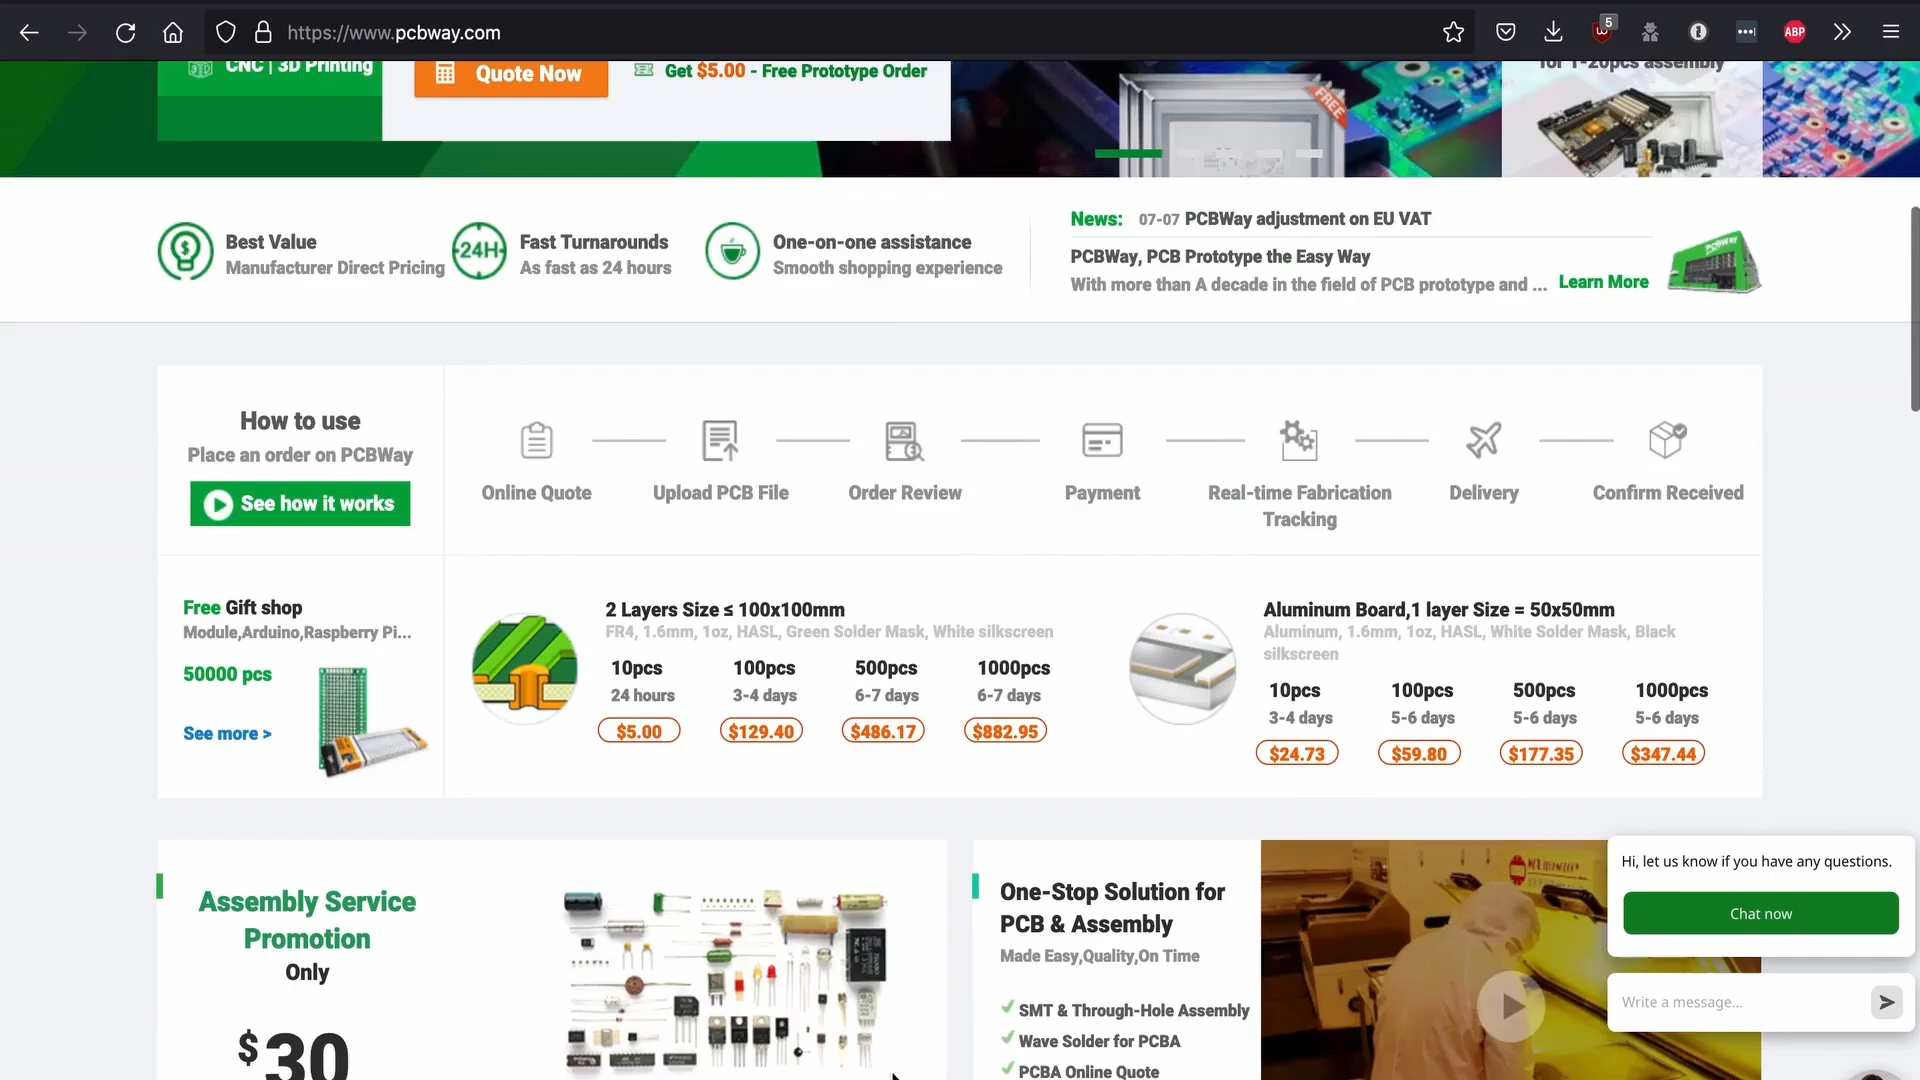 https://www.pcbway.com
5
ABP
CNC | 3D Printing
Quote Now
Get $5.00 - Free Prototype Order
FREE
for 1-20pcs assembly
Best Value
Manufacturer Direct Pricing
24H
Fast Turnarounds
As fast as 24 hours
One-on-one assistance
Smooth shopping experience
News: 07-07 PCBWay adjustment on EU VAT
PCBWay, PCB Prototype the Easy Way
With more than A decade in the field of PCB prototype and ...
Learn More
PCBWay
How to use
Place an order on PCBWay
See how it works
Online Quote
Upload PCB File
Order Review
Payment
Real-time Fabrication
Tracking
Delivery
Confirm Received
Free Gift shop
Module,Arduino,Raspberry Pi...
50000 pcs
See more >
2 Layers Size ≤ 100x100mm
FR4, 1.6mm, 1oz, HASL, Green Solder Mask, White silkscreen
10pcs 100pcs 500pcs 1000pcs
24 hours 3-4 days 6-7 days 6-7 days
$5.00 $129.40 $486.17 $882.95
Aluminum Board,1 layer Size = 50x50mm
Aluminum, 1.6mm, 1oz, HASL, White Solder Mask, Black
silkscreen
10pcs 100pcs 500pcs 1000pcs
3-4 days 5-6 days 5-6 days 5-6 days
$24.73 $59.80 $177.35 $347.44
Assembly Service
Promotion
Only
$30
One-Stop Solution for
PCB & Assembly
Made Easy,Quality,On Time
SMT & Through-Hole Assembly
Wave Solder for PCBA
PCBA Online Quote
Hi, let us know if you have any questions.
Chat now
Write a message...